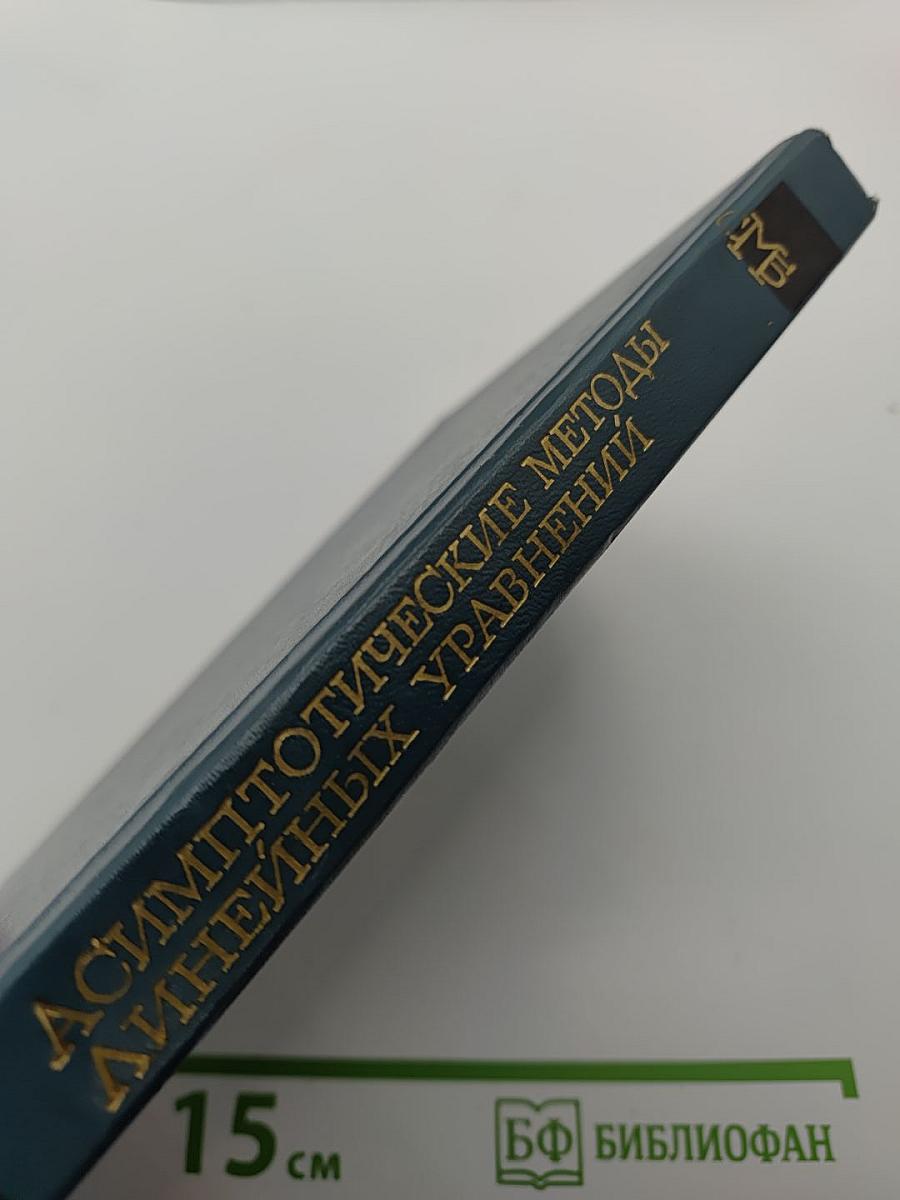 СМБ
АСИМПТОТИЧЕСКИЕ МЕТОДЫ
ЛИНЕЙНЫХ УРАВНЕНИЙ
15 см
БФ БИБЛИОФАН